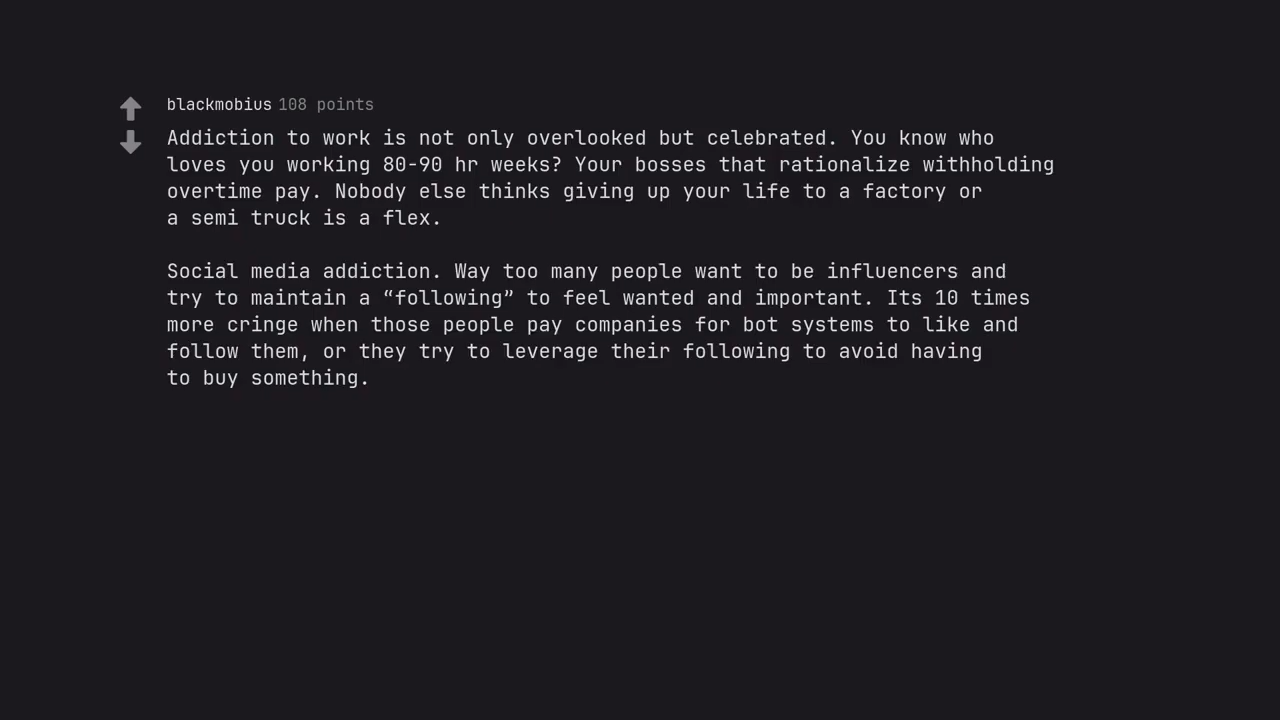 blackmobius 108 points
Addiction to work is not only overlooked but celebrated. You know who
loves you working 80-90 hr weeks? Your bosses that rationalize withholding
overtime pay. Nobody else thinks giving up your life to a factory or
a semi truck is a flex.
Social media addiction. Way too many people want to be influencers and
try to maintain a “following” to feel wanted and important. Its 10 times
more cringe when those people pay companies for bot systems to like and
follow them, or they try to leverage their following to avoid having
to buy something.